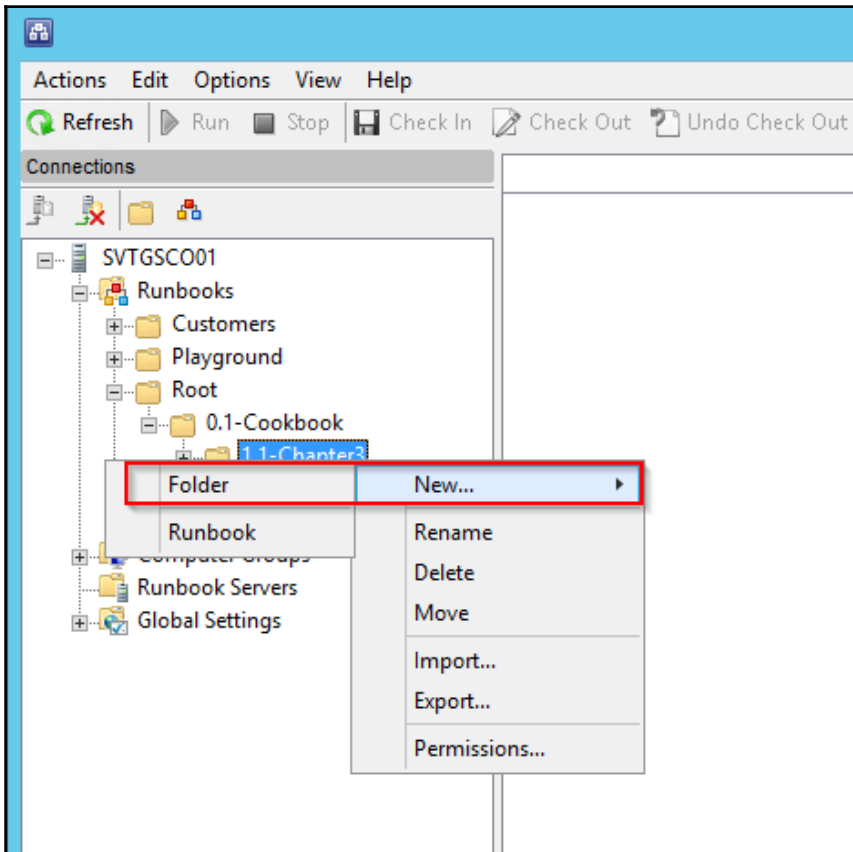 Actions Edit Options View Help
Refresh Run Stop Check In Check Out Undo Check Out
Connections
SVTGSCO01
Runbooks
Customers
Playground
Root
0.1-Cookbook
1.1-Chapter3
Folder New...
Runbook Rename
Delete
Move
Import...
Export...
Permissions...
Computer Groups
Runbook Servers
Global Settings